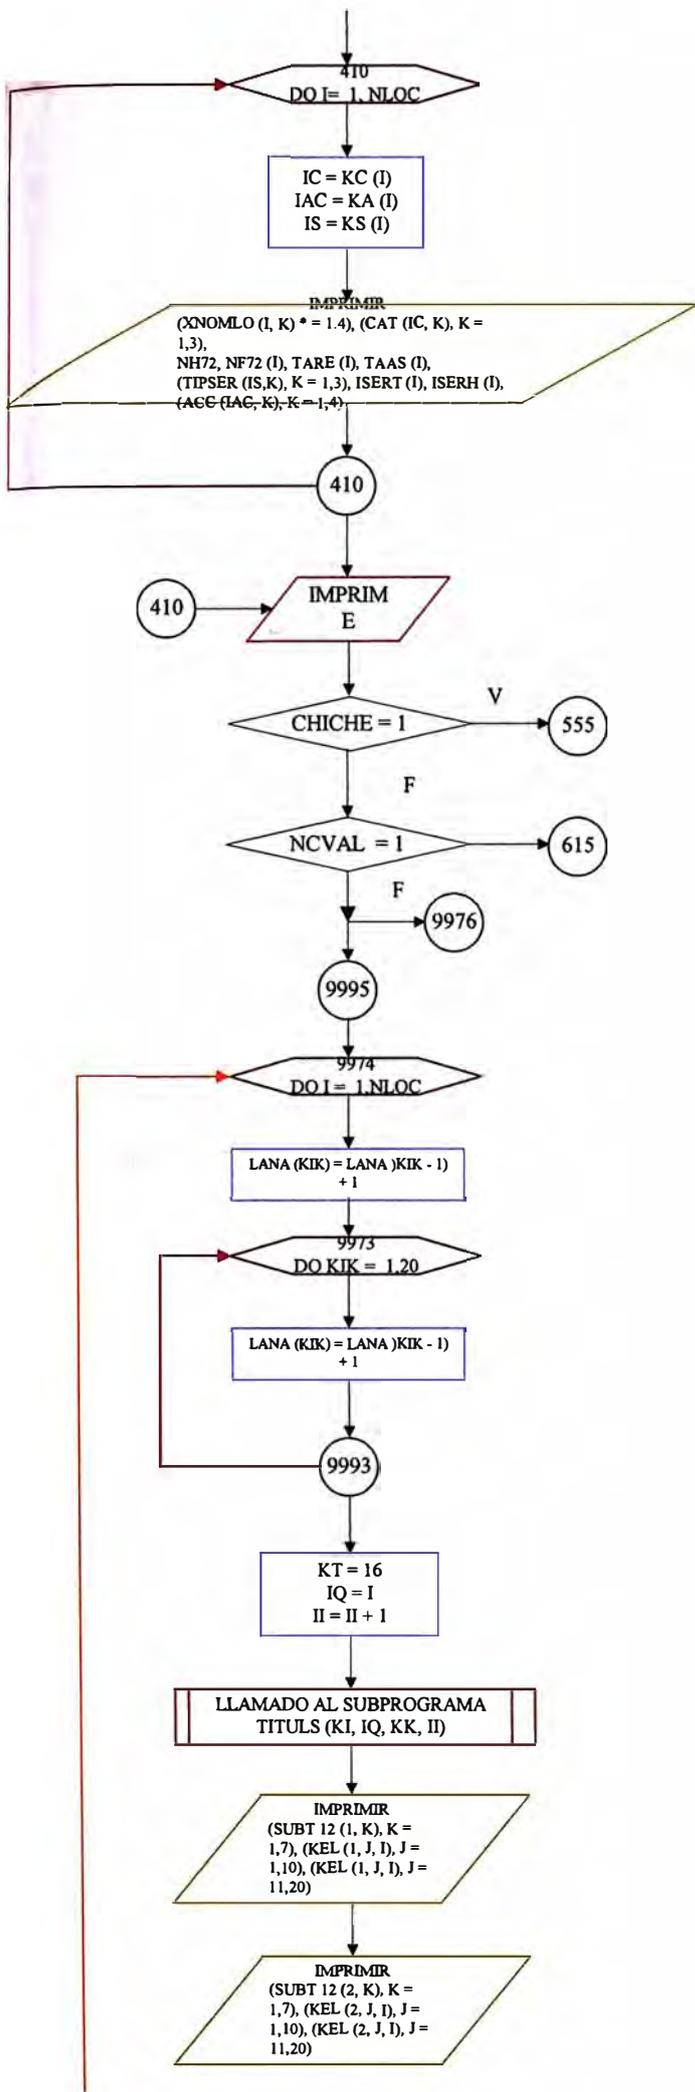 410
DO I= 1, NLOC
IC = KC (I)
IAC = KA (I)
IS = KS (I)
IMPRIMIR
(XNOMLO (I, K) * = 1.4), (CAT (IC, K), K =
1,3),
NH72, NF72 (I), TARE (I), TAAS (I),
(TIPSER (IS,K), K = 1,3), ISERT (I), ISERH (I),
(ACC (IAC, K), K = 1,4)
410
410
IMPRIM
E
CHICHE = 1
V
555
F
NCVAL = 1
615
F
9976
9995
9974
DO I = 1,NLOC
LANA (KIK) = LANA )KIK - 1)
+ 1
9973
DO KIK = 1,20
LANA (KIK) = LANA )KIK - 1)
+ 1
9993
KT = 16
IQ = I
II = II + 1
LLAMADO AL SUBPROGRAMA
TITULS (KI, IQ, KK, II)
IMPRIMIR
(SUBT 12 (1, K), K =
1,7), (KEL (1, J, I), J =
1,10), (KEL (1, J, I), J =
11,20)
IMPRIMIR
(SUBT 12 (2, K), K =
1,7), (KEL (2, J, I), J =
1,10), (KEL (2, J, I), J =
11,20)